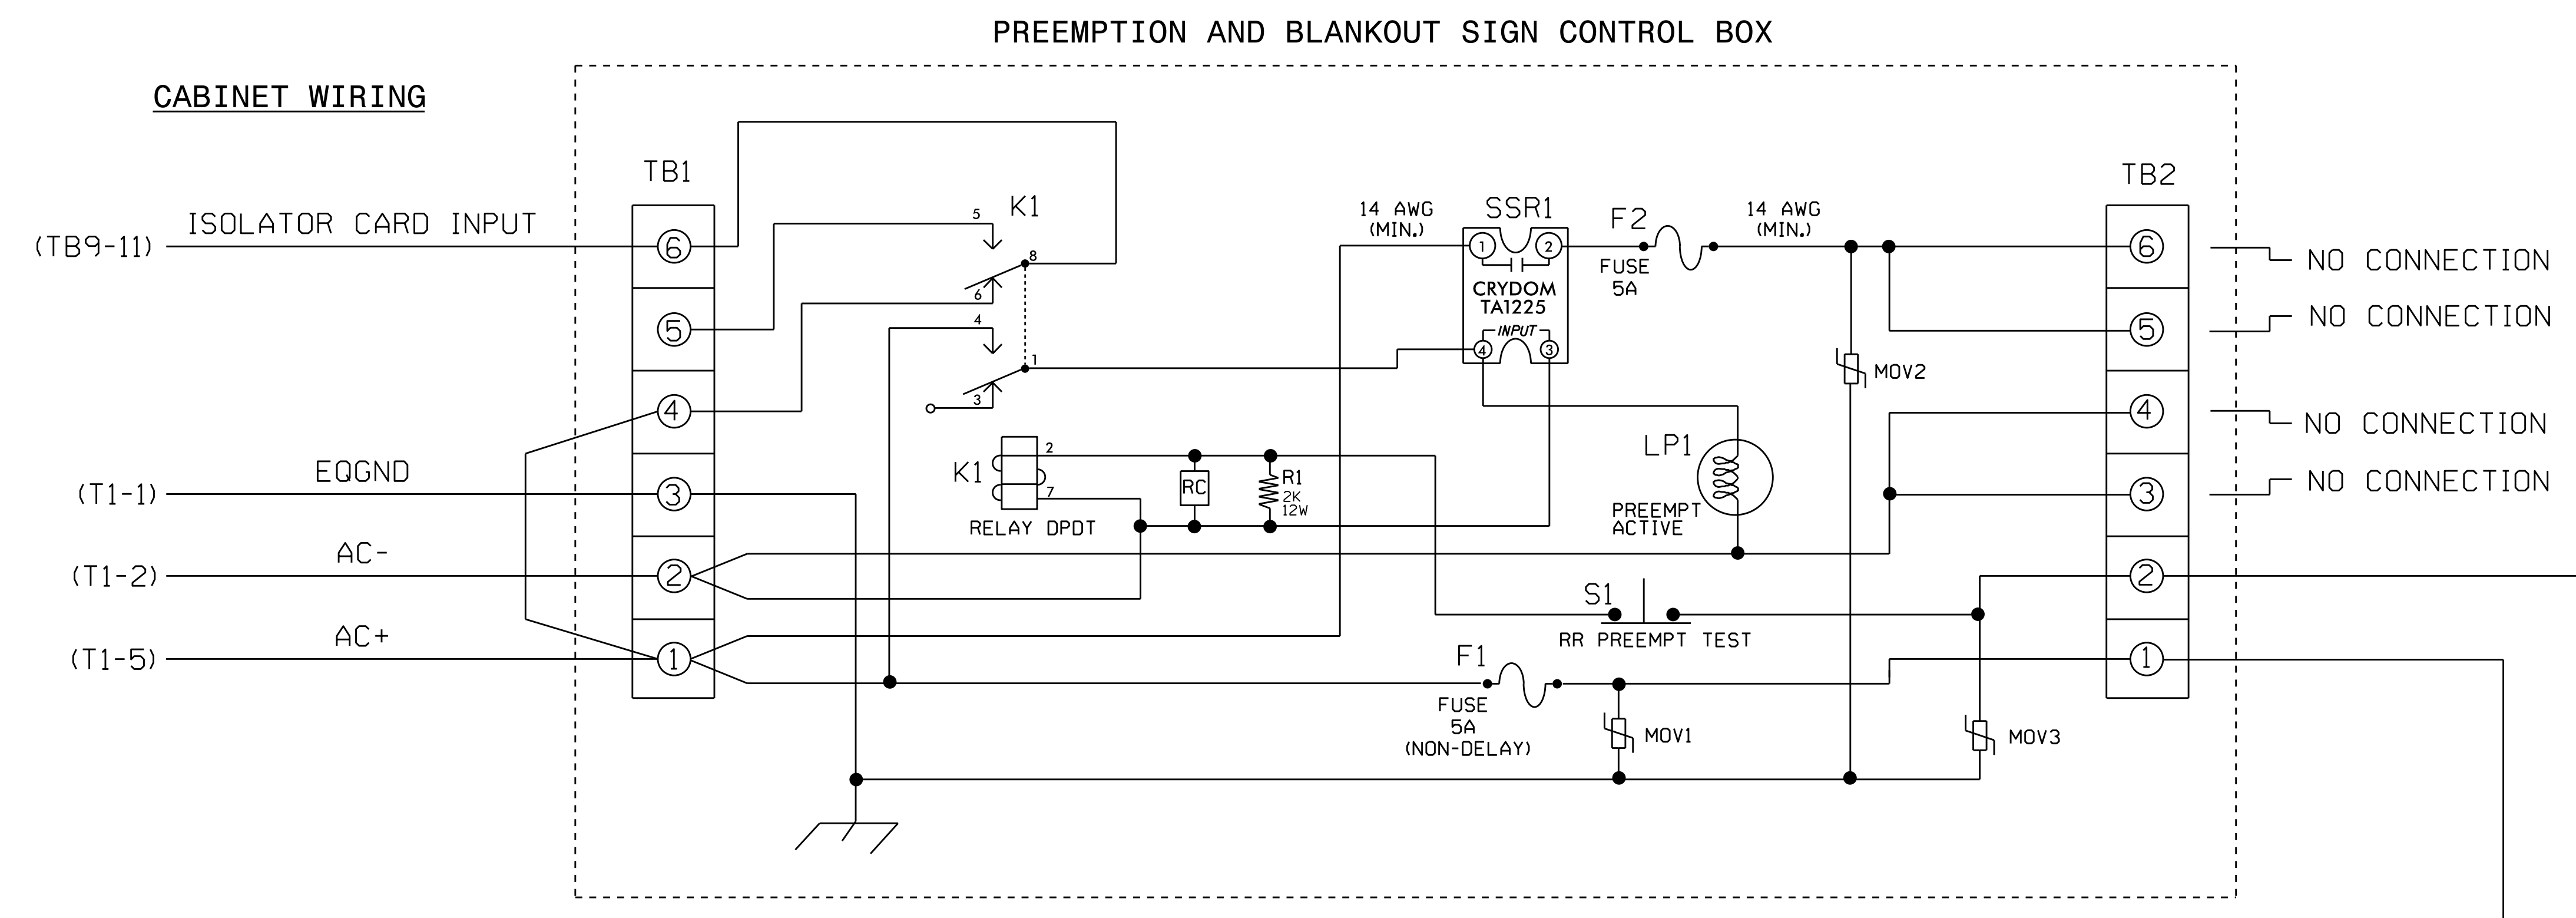 PREEMPTION AND BLANKOUT SIGN CONTROL BOX
CABINET WIRING
TB1
TB2
(TB9-11)
ISOLATOR CARD INPUT
(T1-1)
EQGND
(T1-2)
AC-
(T1-5)
AC+
6
5
4
3
2
1
K1
5
8
6
4
1
3
K1
2
7
RELAY DPDT
RC
R1
2K
12W
14 AWG
(MIN.)
SSR1
1
2
CRYDOM
TA1225
INPUT
4
3
F2
FUSE
5A
14 AWG
(MIN.)
MOV2
LP1
PREEMPT
ACTIVE
S1
RR PREEMPT TEST
F1
FUSE
5A
(NON-DELAY)
MOV1
MOV3
6
5
4
3
2
1
NO CONNECTION
NO CONNECTION
NO CONNECTION
NO CONNECTION